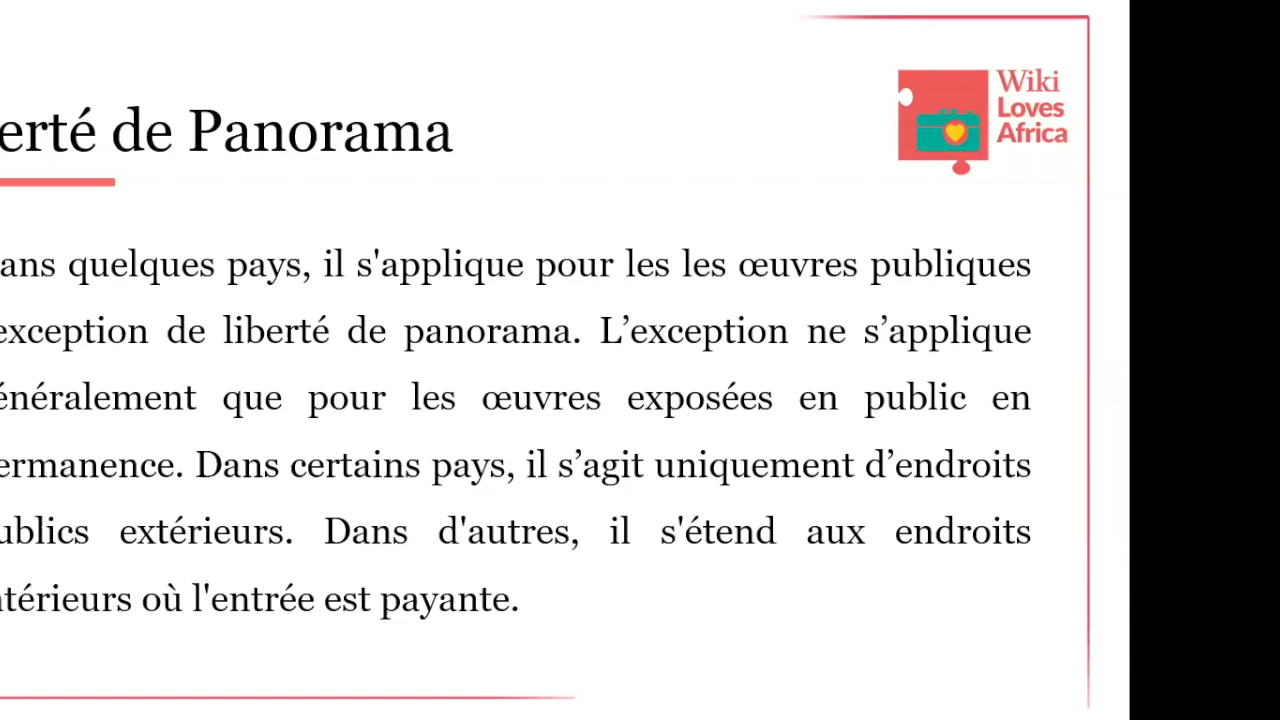 Wiki
Loves
Africa
erté de Panorama
ans quelques pays, il s'applique pour les les œuvres publiques
exception de liberté de panorama. L’exception ne s’applique
énéralement que pour les œuvres exposées en public en
ermanence. Dans certains pays, il s’agit uniquement d’endroits
ublics extérieurs. Dans d'autres, il s'étend aux endroits
ntérieurs où l'entrée est payante.